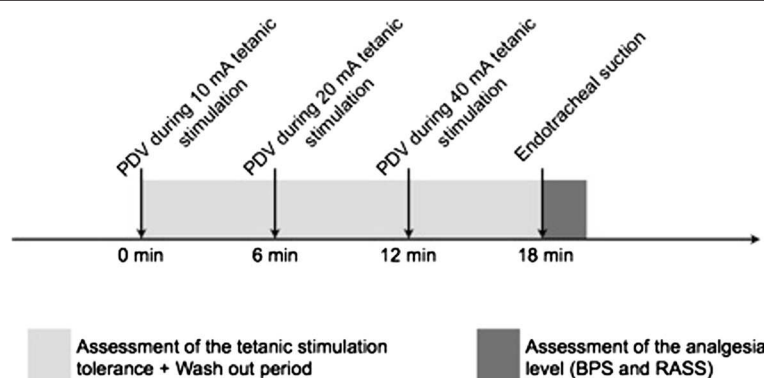 PDV during 10 mA tetanic
stimulation
PDV during 20 mA tetanic
stimulation
PDV during 40 mA tetanic
stimulation
Endotracheal suction
0 min
6 min
12 min
18 min
Assessment of the tetanic stimulation
tolerance + Wash out period
Assessment of the analgesia
level (BPS and RASS)